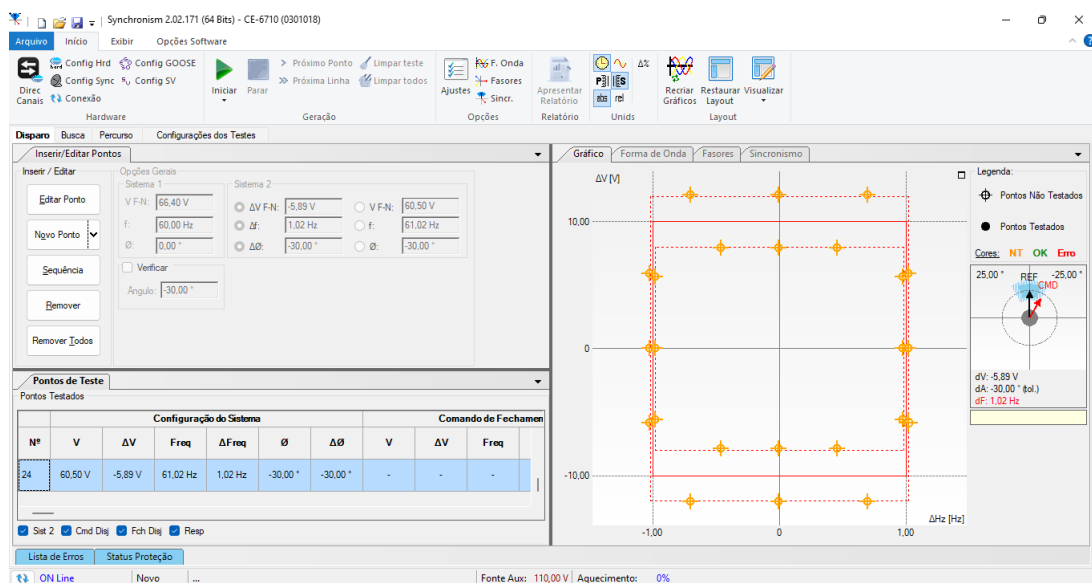 Synchronism 2.02.171 (64 Bits) - CE-6710 (0301018)
Arquivo Início Exibir Opções Software
Direc Canais
Config Hrd
Config Sync
Conexão
Config GOOSE
Config SV
Hardware
Iniciar
Parar
Próximo Ponto
Próxima Linha
Limpar teste
Limpar todos
Geração
Ajustes
F. Onda
Fasores
Sincr.
Opções
Apresentar Relatório
Relatório
Δ%
abs rel
Unids
Recriar Gráficos
Restaurar Layout
Visualizar
Layout
Disparo Busca Percurso Configurações dos Testes
Inserir/Editar Pontos
Inserir / Editar
Editar Ponto
Novo Ponto
Sequência
Remover
Remover Todos
Opções Gerais
Sistema 1
V F-N: 66,40 V
f: 60,00 Hz
Ø: 0,00 °
Sistema 2
ΔV F-N: -5,89 V V F-N: 60,50 V
Δf: 1,02 Hz f: 61,02 Hz
ΔØ: -30,00 ° Ø: -30,00 °
Verificar
Angulo: -30.00 °
Pontos de Teste
Pontos Testados
Configuração do Sistema Comando de Fechamen
Nº V ΔV Freq ΔFreq Ø ΔØ V ΔV Freq
24 60,50 V -5,89 V 61,02 Hz 1,02 Hz -30,00 ° -30,00 ° - - -
Sist 2 Cmd Disj Fch Disj Resp
Gráfico Forma de Onda Fasores Sincronismo
ΔV [V]
10,00
0
-10,00
-1,00 0 1,00
ΔHz [Hz]
Legenda:
Pontos Não Testados
Pontos Testados
Cores: NT OK Erro
25,00 ° REF -25,00 °
CMD
dV: -5,89 V
dA: -30,00 ° (tol.)
dF: 1,02 Hz
Lista de Erros Status Proteção
ON Line Novo ... Fonte Aux: 110,00 V Aquecimento: 0%